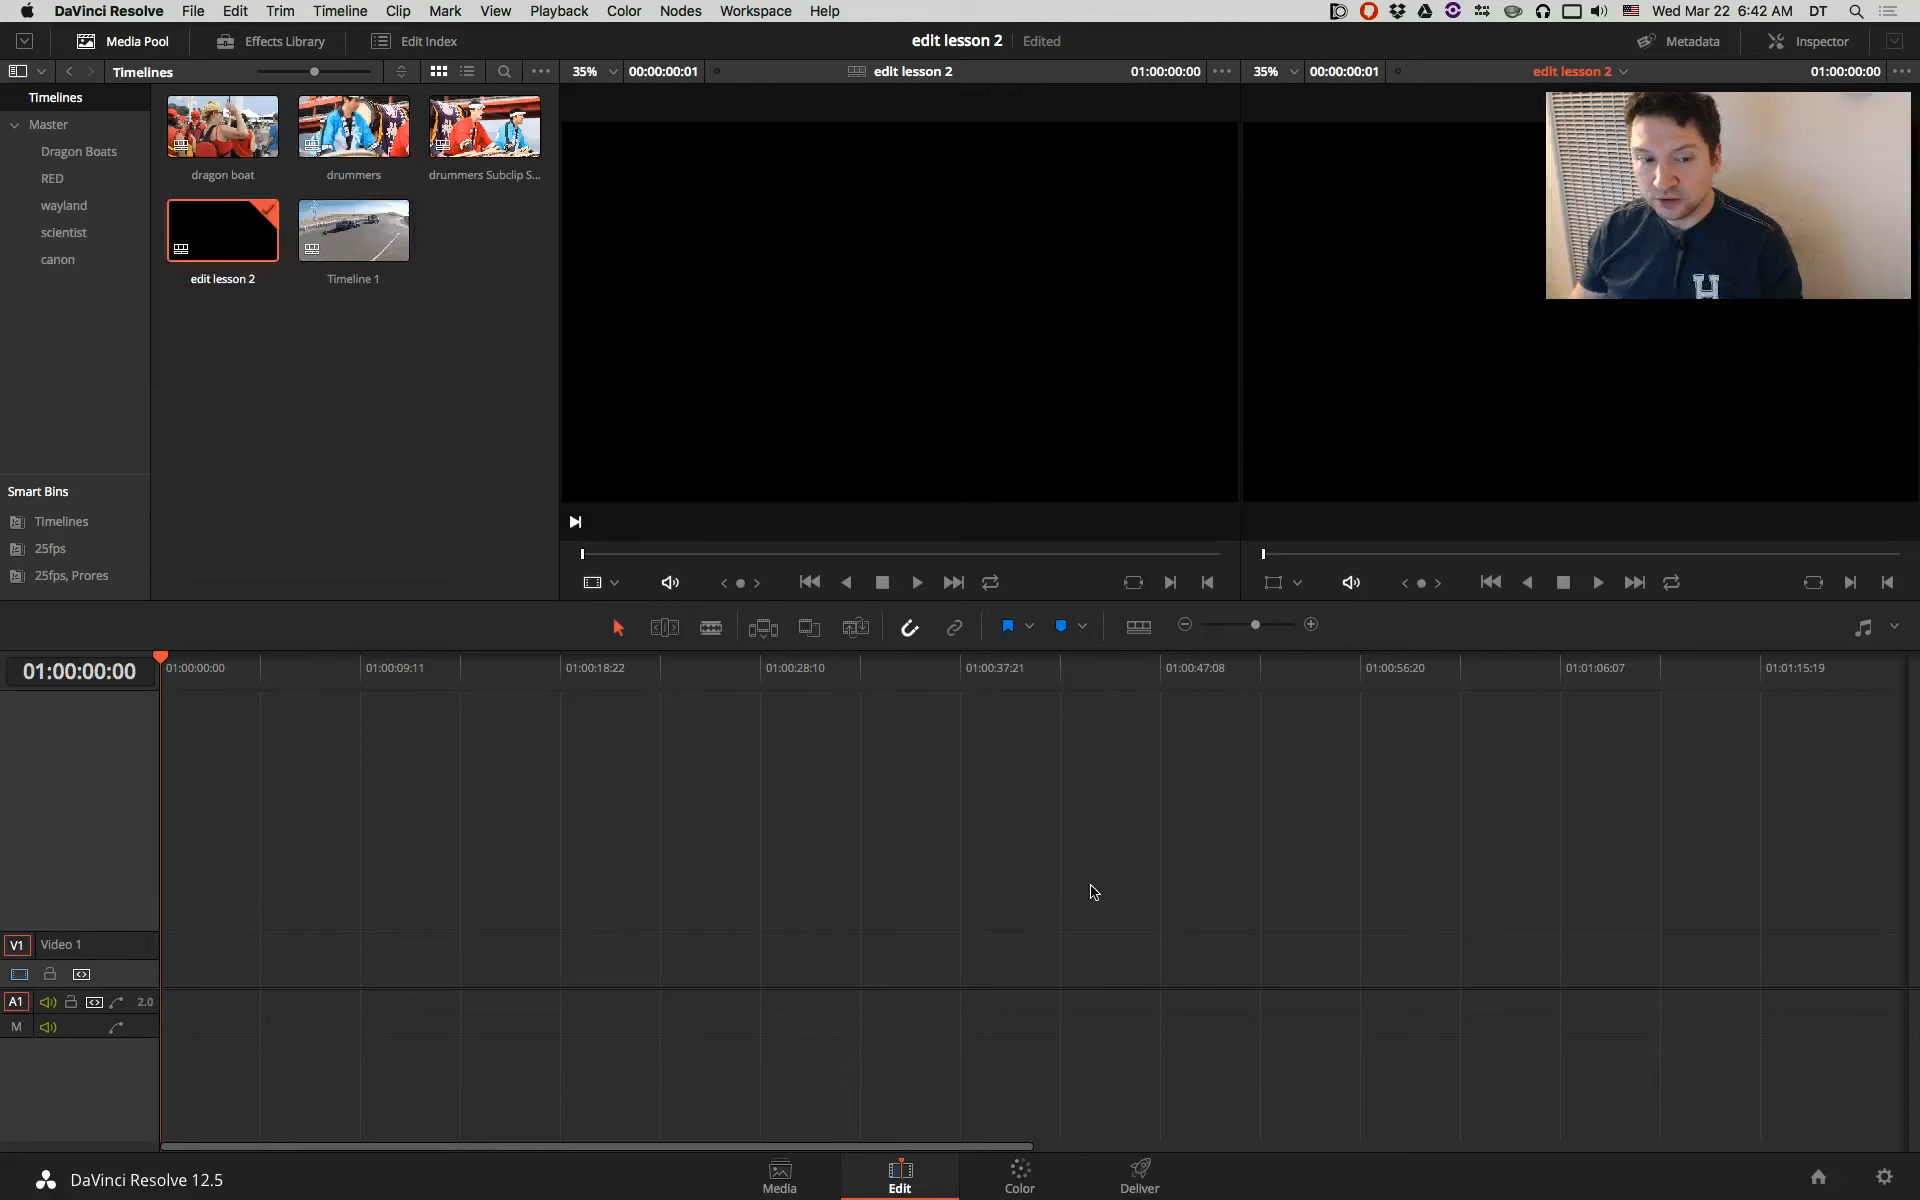 DaVinci Resolve File Edit Trim Timeline Clip Mark View Playback Color Nodes Workspace Help Wed Mar 22 6:42 AM DT
Media Pool Effects Library Edit Index edit lesson 2 Edited Metadata Inspector
Timelines 35% 00:00:00:01 edit lesson 2 01:00:00:00 35% 00:00:00:01 edit lesson 2 01:00:00:00
Timelines
Master
Dragon Boats
RED
wayland
scientist
canon
dragon boat drummers drummers Subclip S...
edit lesson 2 Timeline 1
H
Smart Bins
Timelines
25fps
25fps, Prores
01:00:00:00 01:00:00:00 01:00:09:11 01:00:18:22 01:00:28:10 01:00:37:21 01:00:47:08 01:00:56:20 01:01:06:07 01:01:15:19
V1 Video 1
A1 2.0
M
DaVinci Resolve 12.5
Media Edit Color Deliver